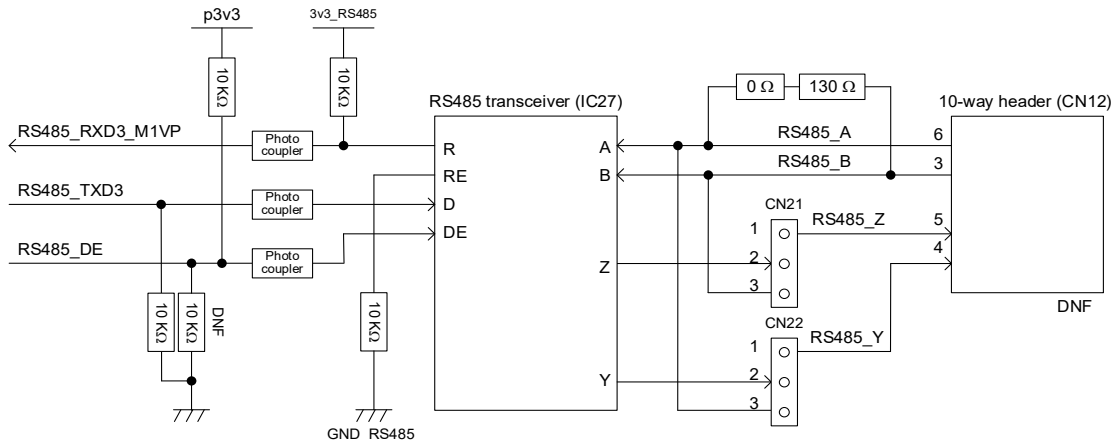 p3v3
3v3_RS485
10 KΩ
10 KΩ
0 Ω
130 Ω
RS485 transceiver (IC27)
10-way header (CN12)
RS485_RXD3_M1VP
Photo
coupler
R
A
RS485_A
6
RE
B
RS485_B
3
RS485_TXD3
Photo
coupler
D
CN21
RS485_DE
Photo
coupler
DE
1
RS485_Z
5
2
4
Z
3
10 KΩ
10 KΩ
DNF
10 KΩ
CN22
DNF
1
RS485_Y
2
Y
3
GND_RS485